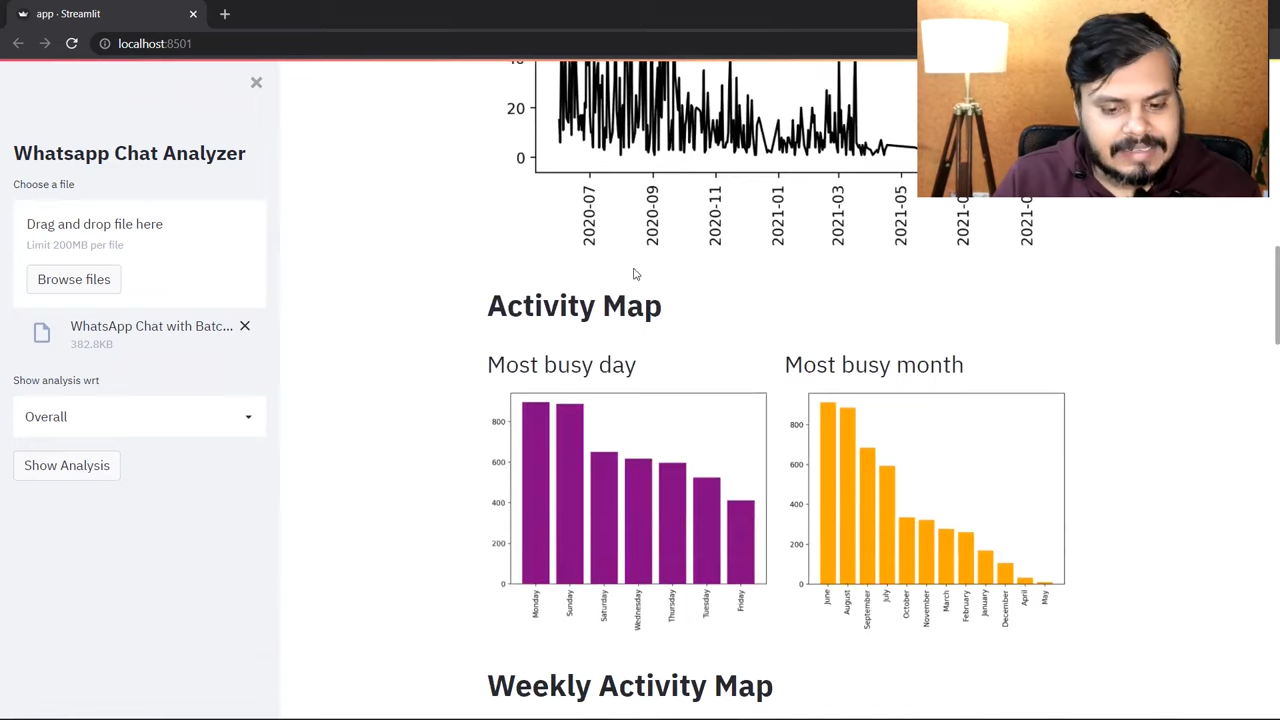 app · Streamlit
localhost:8501
Whatsapp Chat Analyzer
Choose a file
Drag and drop file here
Limit 200MB per file
Browse files
WhatsApp Chat with Batc...
382.8KB
Show analysis wrt
Overall
Show Analysis
20
0
2020-07
2020-09
2020-11
2021-01
2021-03
2021-05
Activity Map
Most busy day
800
600
400
200
0
Monday
Sunday
Saturday
Wednesday
Thursday
Tuesday
Friday
Most busy month
800
600
400
200
0
June
August
September
July
October
November
March
February
January
December
April
May
Weekly Activity Map